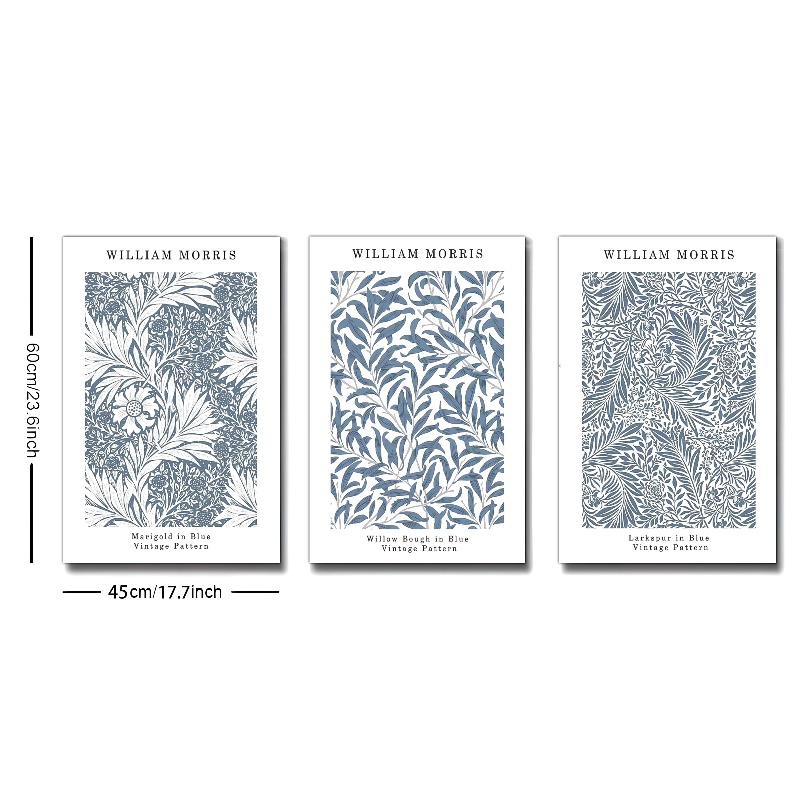 60cm/23.6inch
WILLIAM MORRIS
Marigold in Blue
Vintage Pattern
45cm/17.7inch
WILLIAM MORRIS
Willow Bough in Blue
Vintage Pattern
WILLIAM MORRIS
Larkspur in Blue
Vintage Pattern